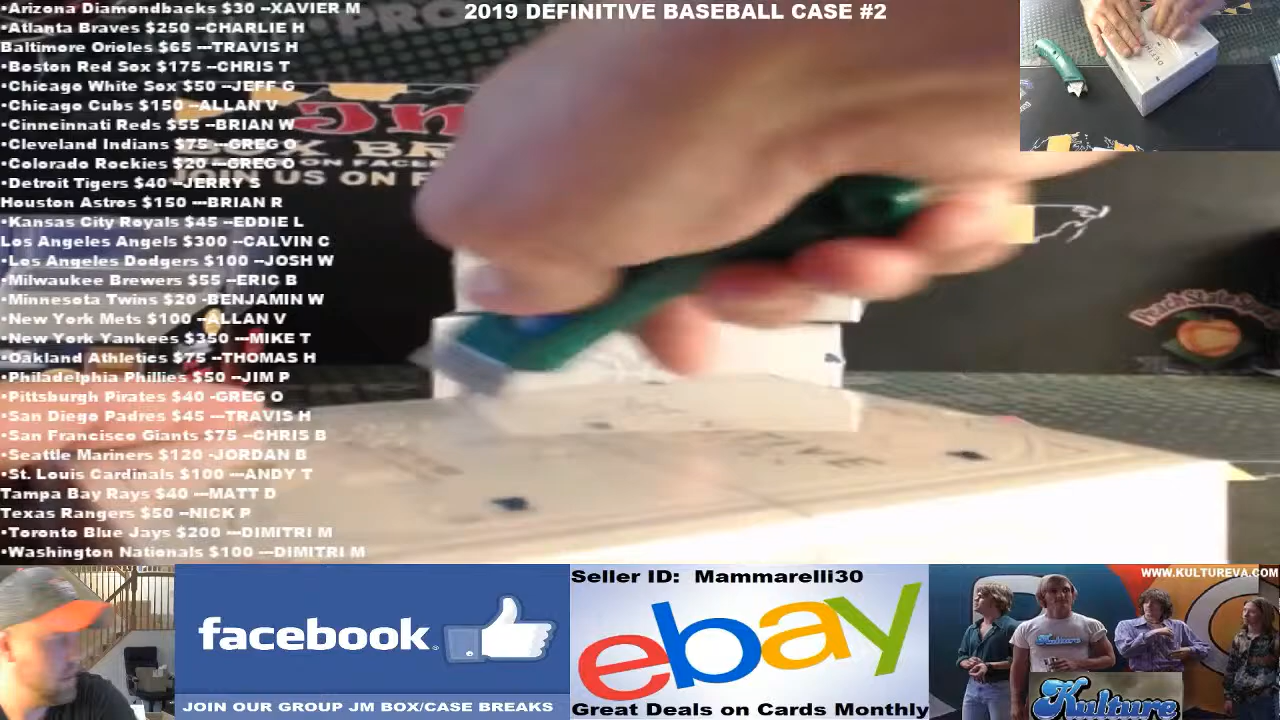 2019 DEFINITIVE BASEBALL CASE #2
•Arizona Diamondbacks $30 --XAVIER M
•Atlanta Braves $250 --CHARLIE H
Baltimore Orioles $65 ---TRAVIS H
•Boston Red Sox $175 --CHRIS T
•Chicago White Sox $50 --JEFF G
•Chicago Cubs $150 --ALLAN V
•Cinncinnati Reds $55 --BRIAN W
•Cleveland Indians $75 ---GREG O
•Colorado Rockies $20 ---GREG O
•Detroit Tigers $40 --JERRY S
Houston Astros $150 ---BRIAN R
•Kansas City Royals $45 --EDDIE L
Los Angeles Angels $300 --CALVIN C
•Los Angeles Dodgers $100 --JOSH W
•Milwaukee Brewers $55 --ERIC B
•Minnesota Twins $20 -BENJAMIN W
•New York Mets $100 --ALLAN V
•New York Yankees $350 ---MIKE T
•Oakland Athletics $75 ---THOMAS H
•Philadelphia Phillies $50 --JIM P
•Pittsburgh Pirates $40 -GREG O
•San Diego Padres $45 ---TRAVIS H
•San Francisco Giants $75 --CHRIS B
•Seattle Mariners $120 -JORDAN B
•St. Louis Cardinals $100 ---ANDY T
Tampa Bay Rays $40 ---MATT D
Texas Rangers $50 --NICK P
•Toronto Blue Jays $200 ---DIMITRI M
•Washington Nationals $100 ---DIMITRI M
PRO
JOIN US ON F
Peach State
facebook
JOIN OUR GROUP JM BOX/CASE BREAKS
Seller ID: Mammarelli30
ebay
Great Deals on Cards Monthly
WWW.KULTUREVA.COM
Kulture
Kulture